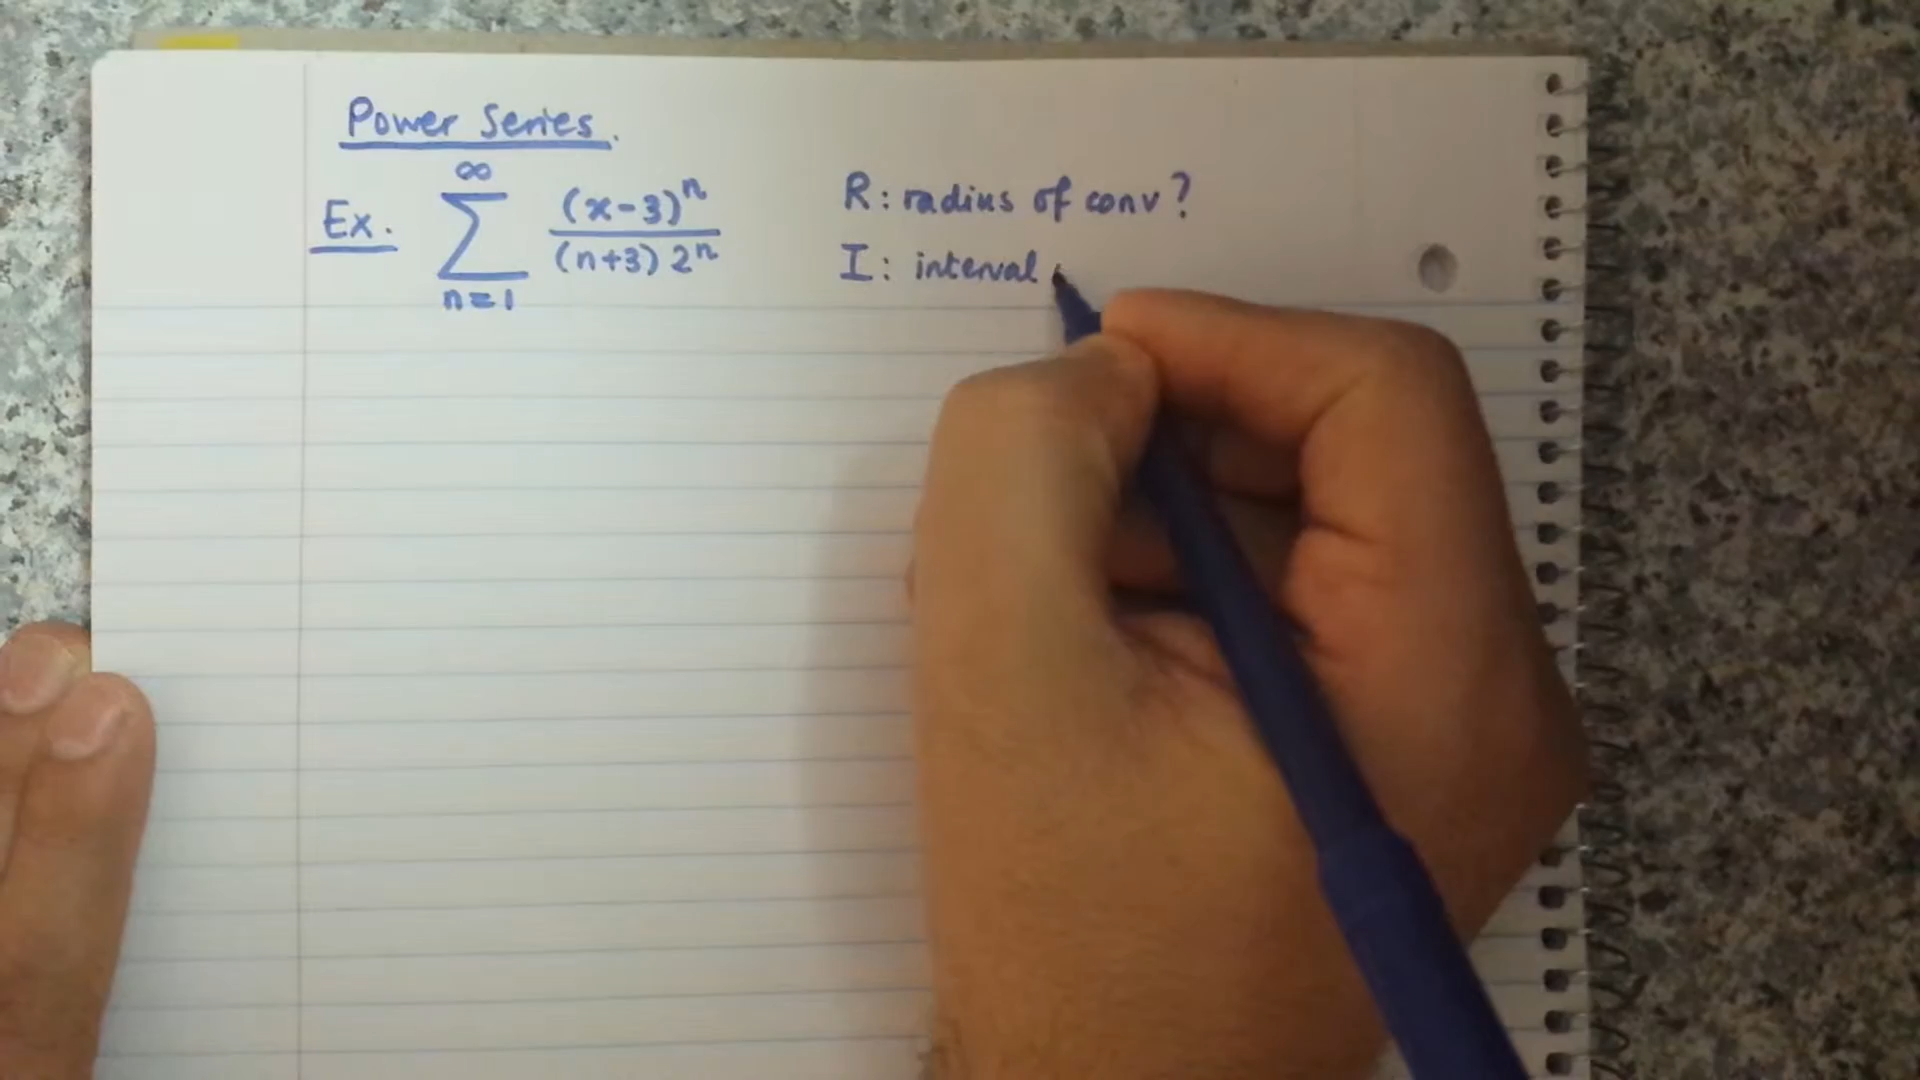 Power Series.
Ex. ∞ ∑ n=1 (x-3)^n / (n+3) 2^n
R: radius of conv?
I: interval